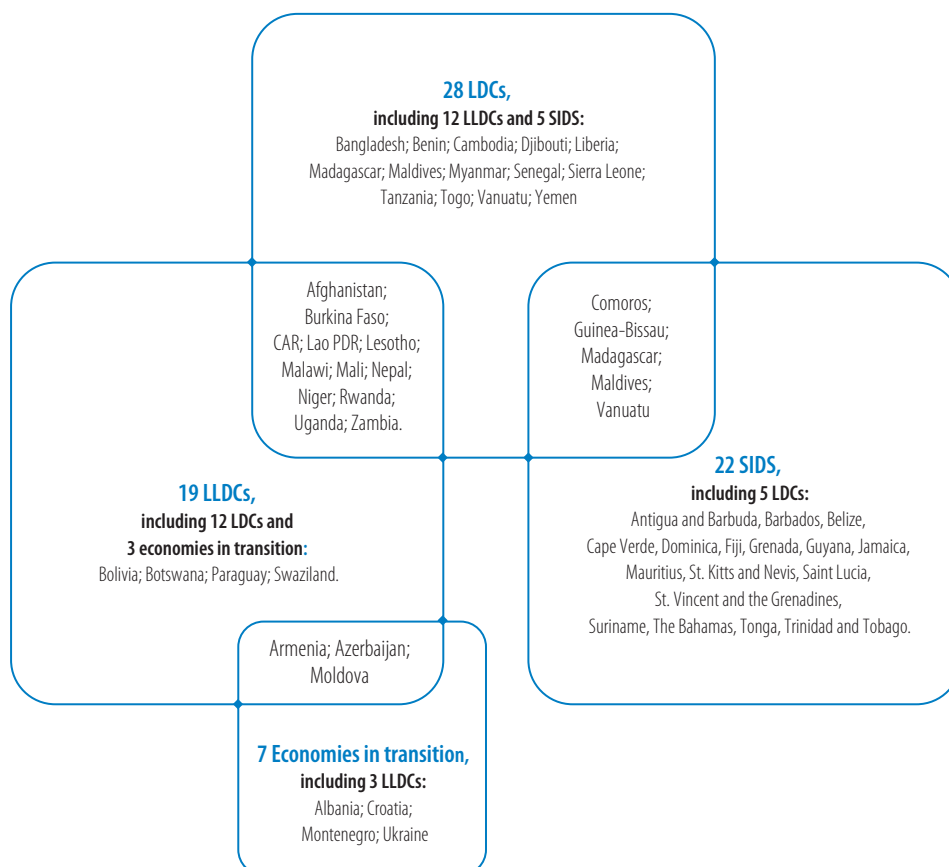 28 LDCs,
including 12 LLDCs and 5 SIDS:
Bangladesh; Benin; Cambodia; Djibouti; Liberia;
Madagascar; Maldives; Myanmar; Senegal; Sierra Leone;
Tanzania; Togo; Vanuatu; Yemen
Afghanistan;
Burkina Faso;
CAR; Lao PDR; Lesotho;
Malawi; Mali; Nepal;
Niger; Rwanda;
Uganda; Zambia.
Comoros;
Guinea-Bissau;
Madagascar;
Maldives;
Vanuatu
19 LLDCs,
including 12 LDCs and
3 economies in transition:
Bolivia; Botswana; Paraguay; Swaziland.
22 SIDS,
including 5 LDCs:
Antigua and Barbuda, Barbados, Belize,
Cape Verde, Dominica, Fiji, Grenada, Guyana, Jamaica,
Mauritius, St. Kitts and Nevis, Saint Lucia,
St. Vincent and the Grenadines,
Suriname, The Bahamas, Tonga, Trinidad and Tobago.
Armenia; Azerbaijan;
Moldova
7 Economies in transition,
including 3 LLDCs:
Albania; Croatia;
Montenegro; Ukraine